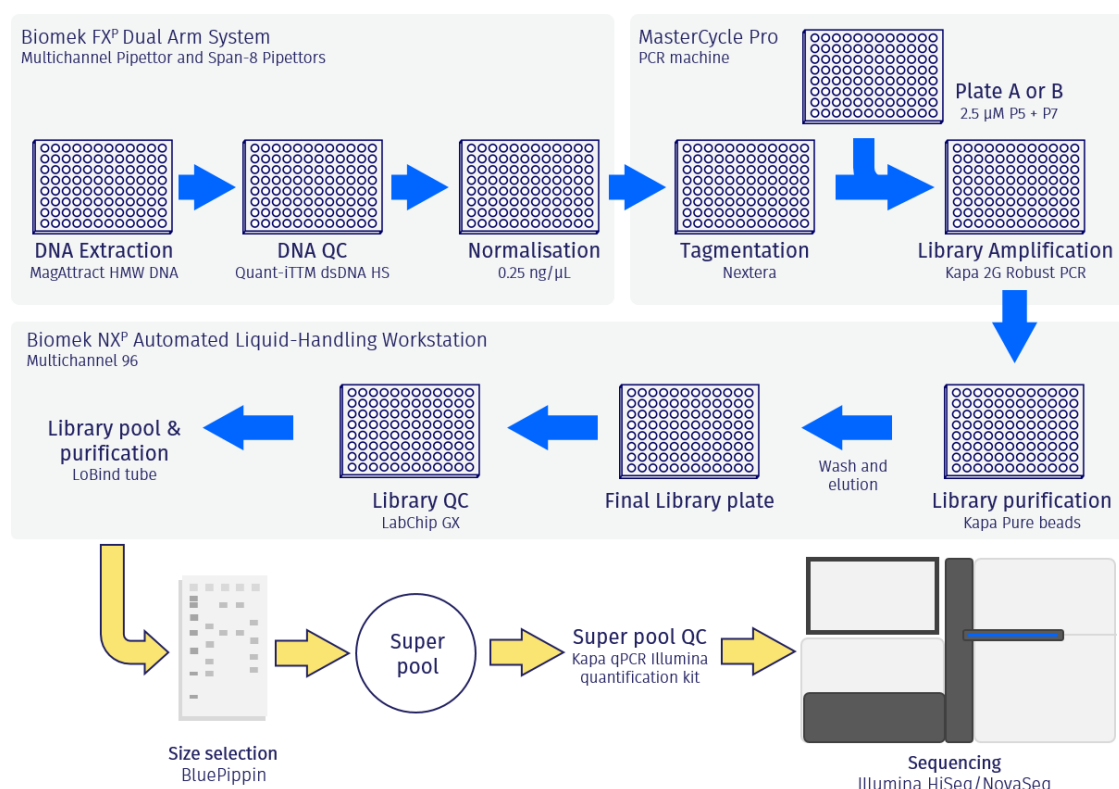 Biomek FXᴾ Dual Arm System
Multichannel Pipettor and Span-8 Pipettors
MasterCycle Pro
PCR machine
Plate A or B
2.5 µM P5 + P7
DNA Extraction
MagAttract HMW DNA
DNA QC
Quant-iTTM dsDNA HS
Normalisation
0.25 ng/µL
Tagmentation
Nextera
Library Amplification
Kapa 2G Robust PCR
Biomek NXᴾ Automated Liquid-Handling Workstation
Multichannel 96
Library pool &
purification
LoBind tube
Library QC
LabChip GX
Final Library plate
Wash and
elution
Library purification
Kapa Pure beads
Size selection
BluePippin
Super
pool
Super pool QC
Kapa qPCR Illumina
quantification kit
Sequencing
Illumina HiSeq/NovaSeq